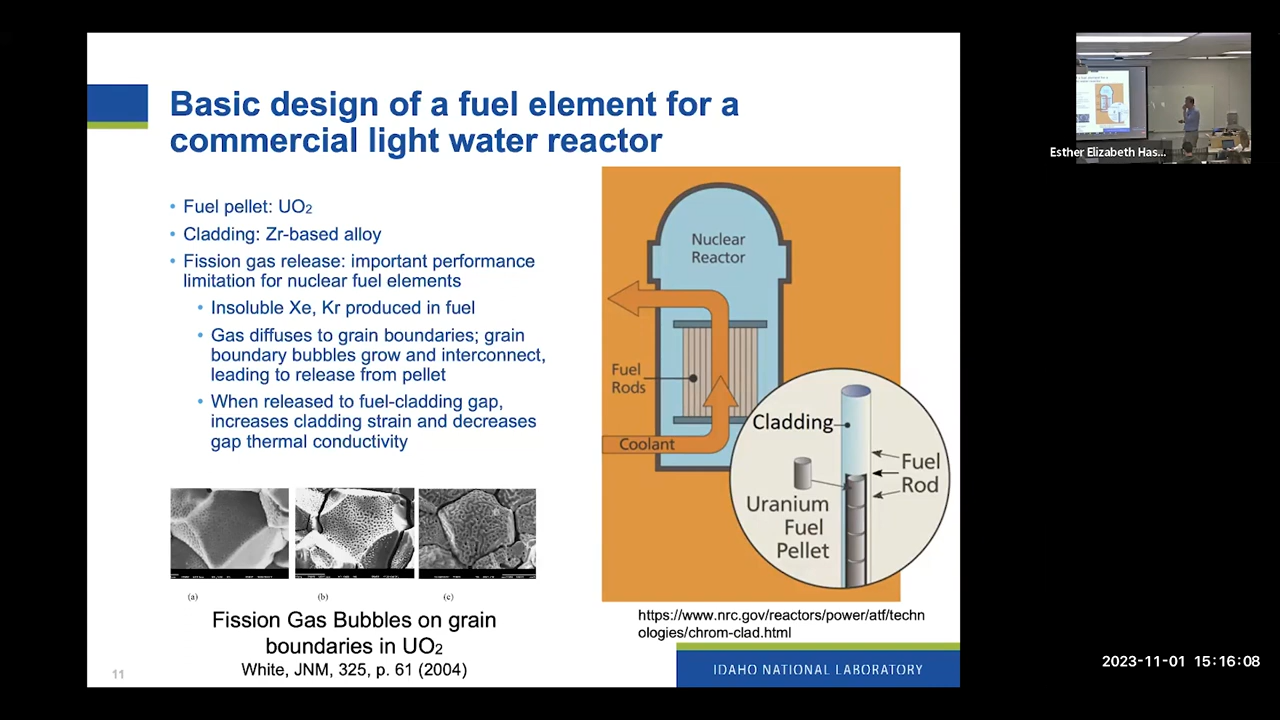 Basic design of a fuel element for a
commercial light water reactor
• Fuel pellet: UO2
• Cladding: Zr-based alloy
• Fission gas release: important performance
limitation for nuclear fuel elements
• Insoluble Xe, Kr produced in fuel
• Gas diffuses to grain boundaries; grain
boundary bubbles grow and interconnect,
leading to release from pellet
• When released to fuel-cladding gap,
increases cladding strain and decreases
gap thermal conductivity
(a)
(b)
(c)
Fission Gas Bubbles on grain
boundaries in UO2
White, JNM, 325, p. 61 (2004)
11
Nuclear
Reactor
Fuel
Rods
Coolant
Cladding
Fuel
Rod
Uranium
Fuel
Pellet
https://www.nrc.gov/reactors/power/atf/techn
ologies/chrom-clad.html
IDAHO NATIONAL LABORATORY
Esther Elizabeth Has...
2023-11-01 15:16:08